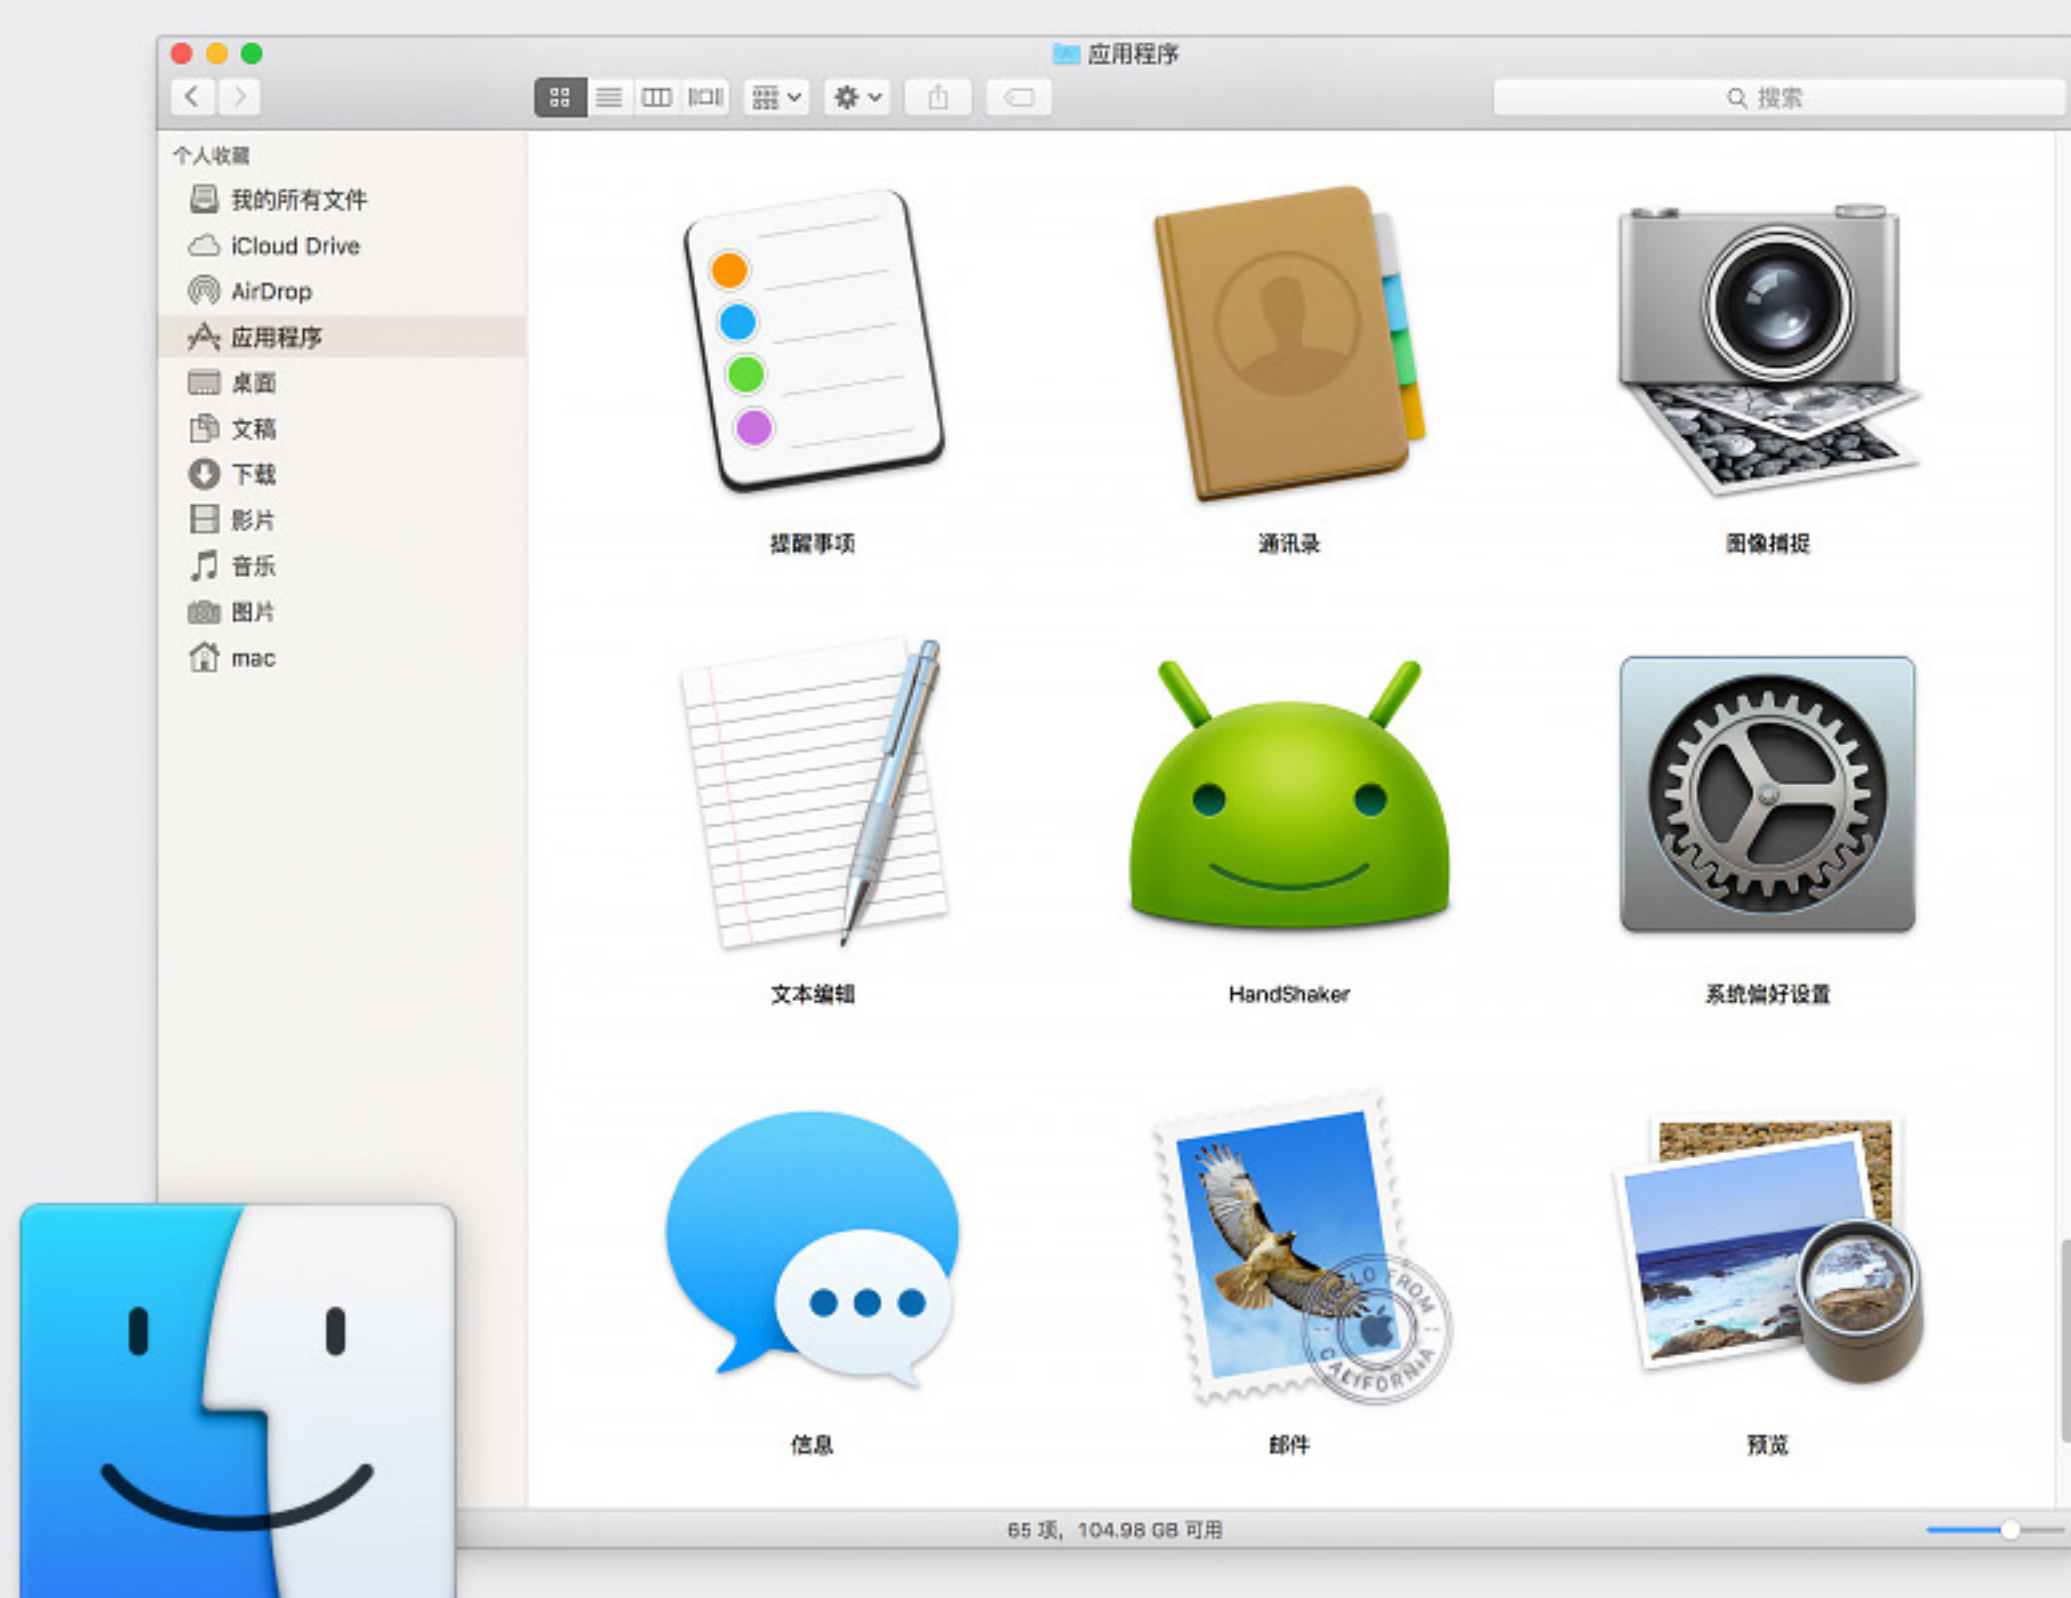 应用程序
搜索
个人收藏
我的所有文件
iCloud Drive
AirDrop
应用程序
桌面
文稿
下载
影片
音乐
图片
mac
提醒事项
通讯录
图像捕捉
文本编辑
HandShaker
系统偏好设置
HELLO FROM
CALIFORNIA
信息
邮件
预览
65 项，104.98 GB 可用